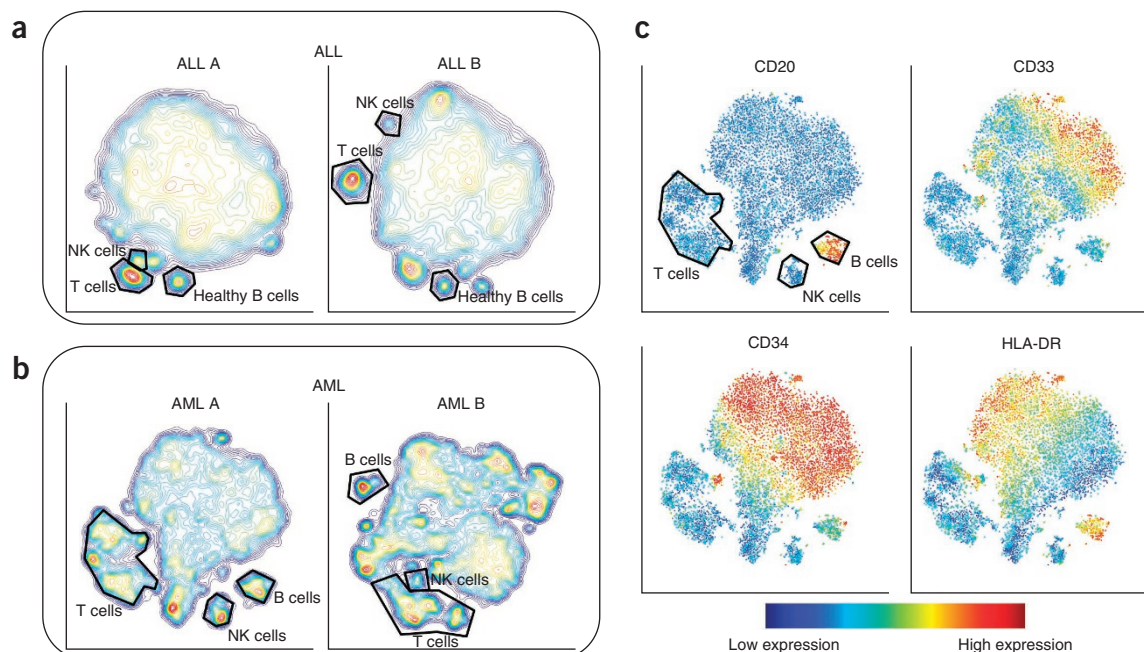 a
ALL
ALL A
ALL B
NK cells
T cells
NK cells
T cells
Healthy B cells
Healthy B cells
b
AML
AML A
AML B
B cells
T cells
B cells
NK cells
NK cells
T cells
c
CD20
CD33
T cells
B cells
NK cells
CD34
HLA-DR
Low expression
High expression